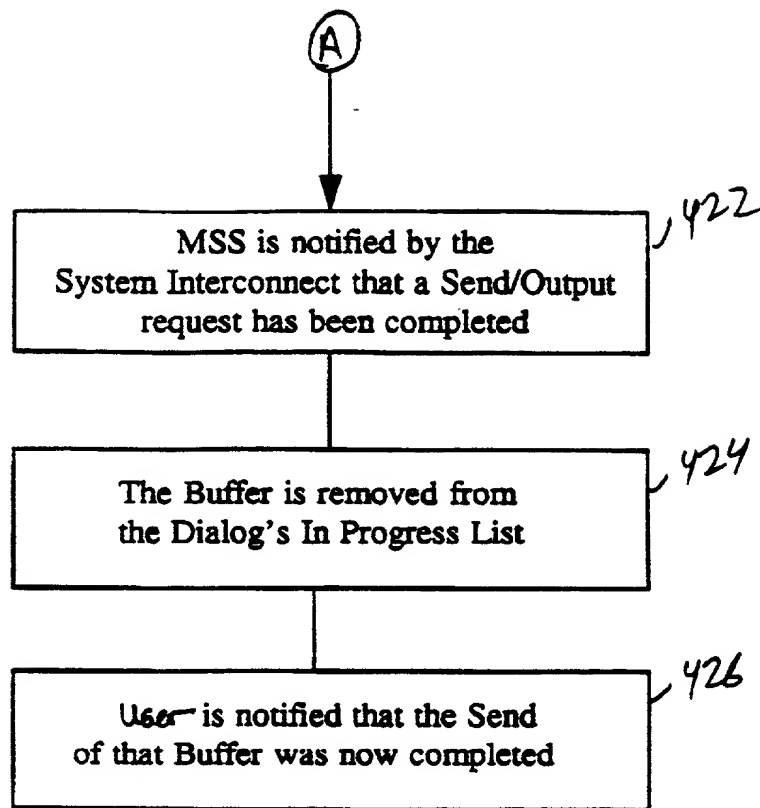 A
MSS is notified by the
System Interconnect that a Send/Output
request has been completed
422
The Buffer is removed from
the Dialog's In Progress List
424
User is notified that the Send
of that Buffer was now completed
426